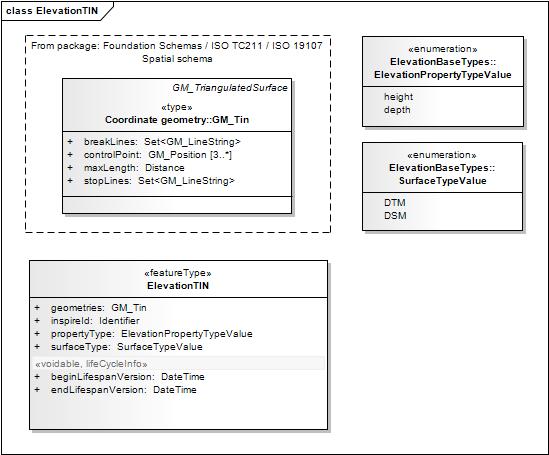 class ElevationTIN
From package: Foundation Schemas / ISO TC211 / ISO 19107
Spatial schema
GM_TriangulatedSurface
«type»
Coordinate geometry::GM_Tin
+ breakLines: Set<GM_LineString>
+ controlPoint: GM_Position [3..*]
+ maxLength: Distance
+ stopLines: Set<GM_LineString>
«enumeration»
ElevationBaseTypes::
ElevationPropertyTypeValue
height
depth
«enumeration»
ElevationBaseTypes::
SurfaceTypeValue
DTM
DSM
«featureType»
ElevationTIN
+ geometries: GM_Tin
+ inspireId: Identifier
+ propertyType: ElevationPropertyTypeValue
+ surfaceType: SurfaceTypeValue
«voidable, lifeCycleInfo»
+ beginLifespanVersion: DateTime
+ endLifespanVersion: DateTime